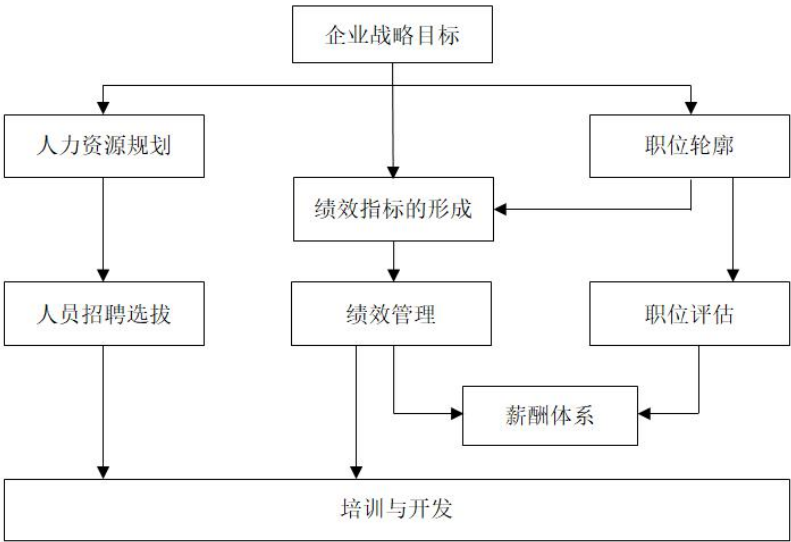 企业战略目标
人力资源规划
职位轮廓
绩效指标的形成
人员招聘选拔
绩效管理
职位评估
薪酬体系
培训与开发